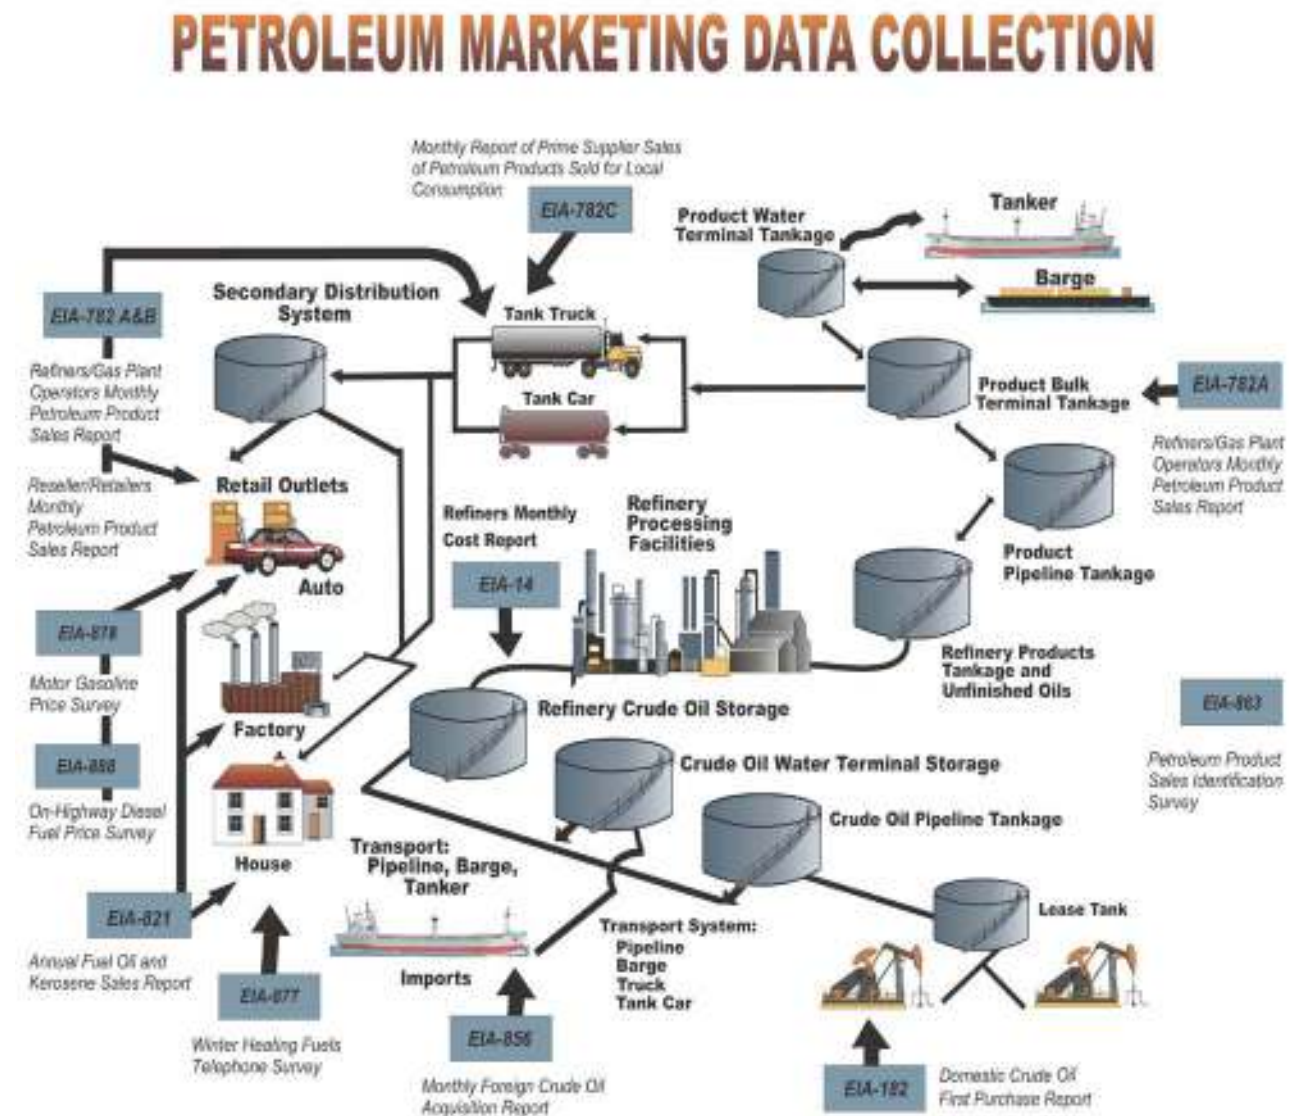 PETROLEUM MARKETING DATA COLLECTION
Monthly Report of Prime Supplier Sales
of Petroleum Products Sold for Local
Consumption
EIA-782C
Product Water
Terminal Tankage
Tanker
Barge
EIA-782 A&B
Refiners/Gas Plant
Operators Monthly
Petroleum Product
Sales Report
Reseller/Retailers
Monthly
Petroleum Product
Sales Report
Secondary Distribution
System
Tank Truck
Tank Car
Product Bulk
Terminal Tankage
EIA-782A
Refiners/Gas Plant
Operators Monthly
Petroleum Product
Sales Report
Retail Outlets
Auto
Refiners Monthly
Cost Report
EIA-14
Refinery
Processing
Facilities
Product
Pipeline Tankage
EIA-878
Motor Gasoline
Price Survey
Factory
Refinery Products
Tankage and
Unfinished Oils
EIA-863
Petroleum Product
Sales Identification
Survey
Refinery Crude Oil Storage
EIA-888
On-Highway Diesel
Fuel Price Survey
House
Crude Oil Water Terminal Storage
Crude Oil Pipeline Tankage
Transport:
Pipeline, Barge,
Tanker
EIA-821
Annual Fuel Oil and
Kerosene Sales Report
Imports
Transport System:
Pipeline
Barge
Truck
Tank Car
Lease Tank
EIA-877
Winter Heating Fuels
Telephone Survey
EIA-856
Monthly Foreign Crude Oil
Acquisition Report
EIA-182
Domestic Crude Oil
First Purchase Report